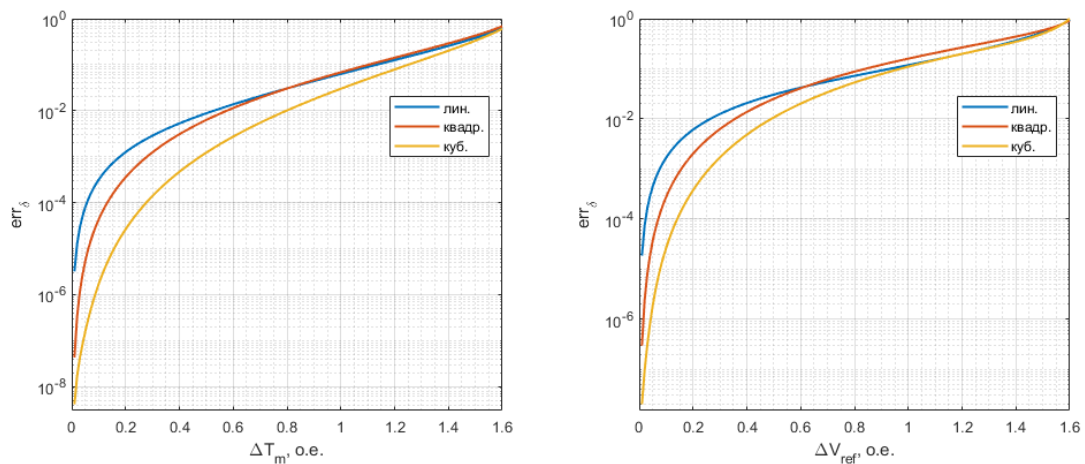 10^0
10^-2
10^-4
10^-6
10^-8
err_δ
лин.
квадр.
куб.
0 0.2 0.4 0.6 0.8 1 1.2 1.4 1.6
ΔT_m, о.е.
10^0
10^-2
10^-4
10^-6
err_δ
лин.
квадр.
куб.
0 0.2 0.4 0.6 0.8 1 1.2 1.4 1.6
ΔV_ref, о.е.